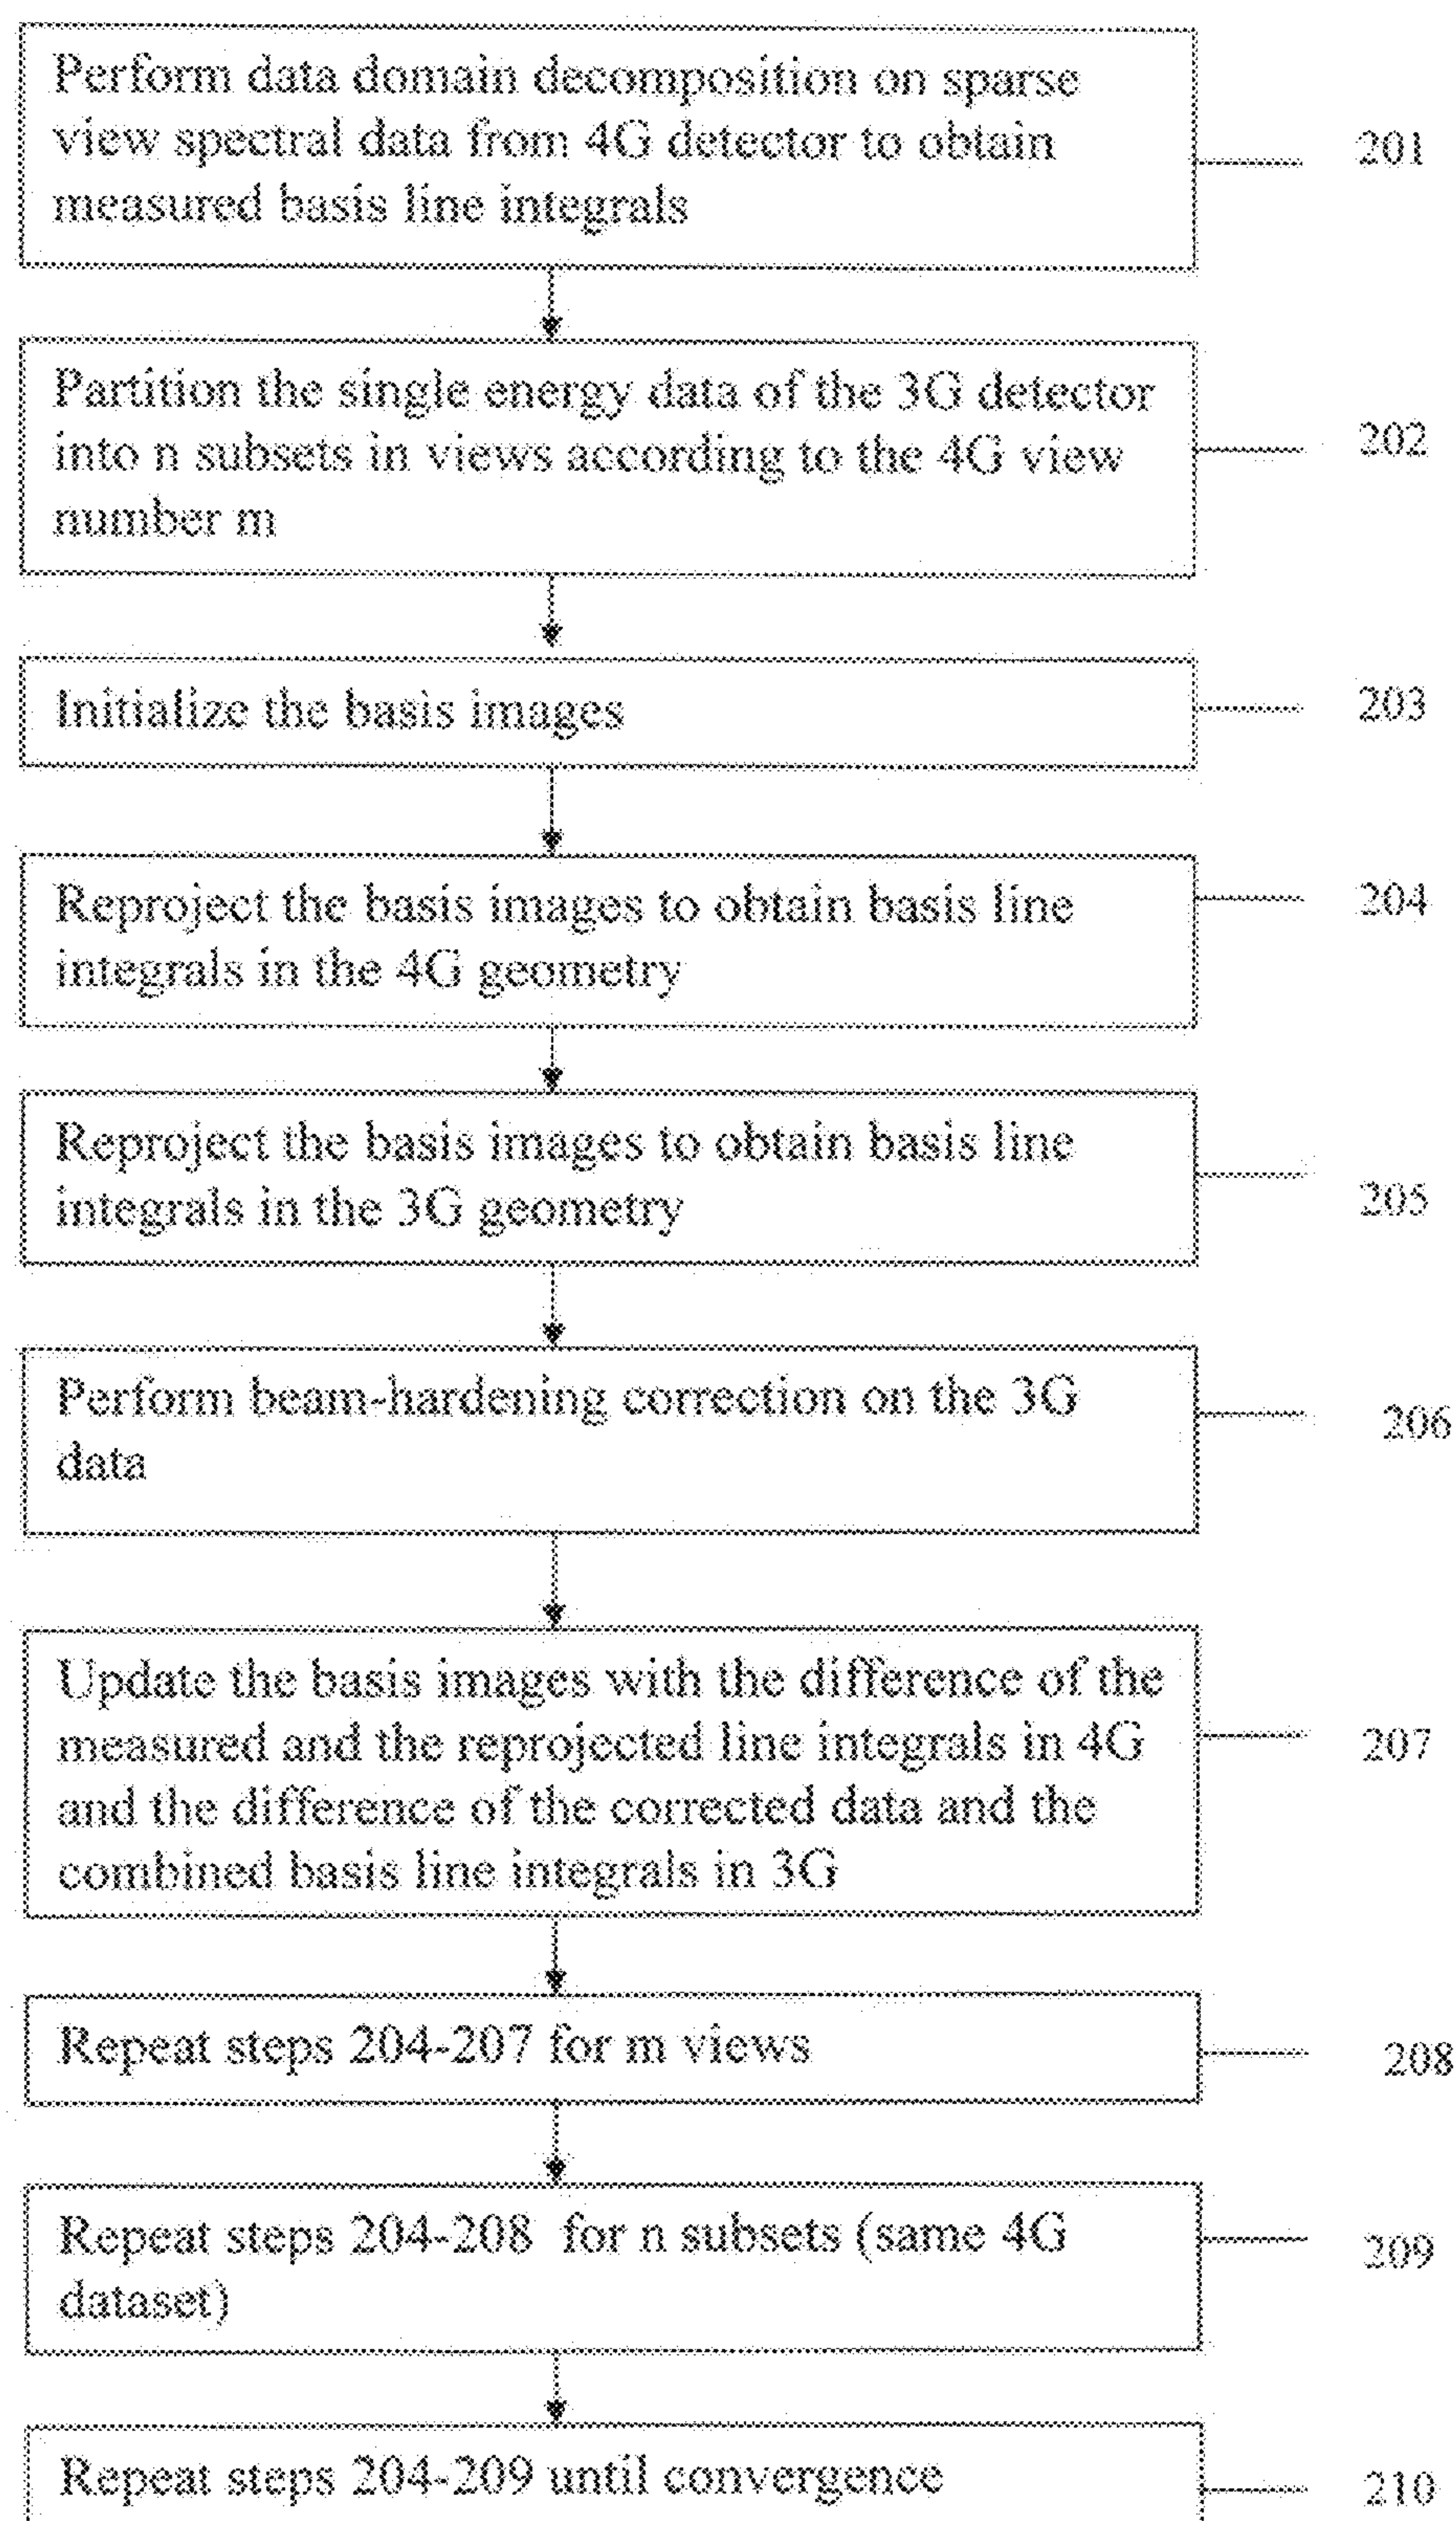 Perform data domain decomposition on sparse
view spectral data from 4G detector to obtain
measured basis line integrals
201
Partition the single energy data of the 3G detector
into n subsets in views according to the 4G view
number m
202
Initialize the basis images
203
Reproject the basis images to obtain basis line
integrals in the 4G geometry
204
Reproject the basis images to obtain basis line
integrals in the 3G geometry
205
Perform beam-hardening correction on the 3G
data
206
Update the basis images with the difference of the
measured and the reprojected line integrals in 4G
and the difference of the corrected data and the
combined basis line integrals in 3G
207
Repeat steps 204-207 for m views
208
Repeat steps 204-208 for n subsets (same 4G
dataset)
209
Repeat steps 204-209 until convergence
210